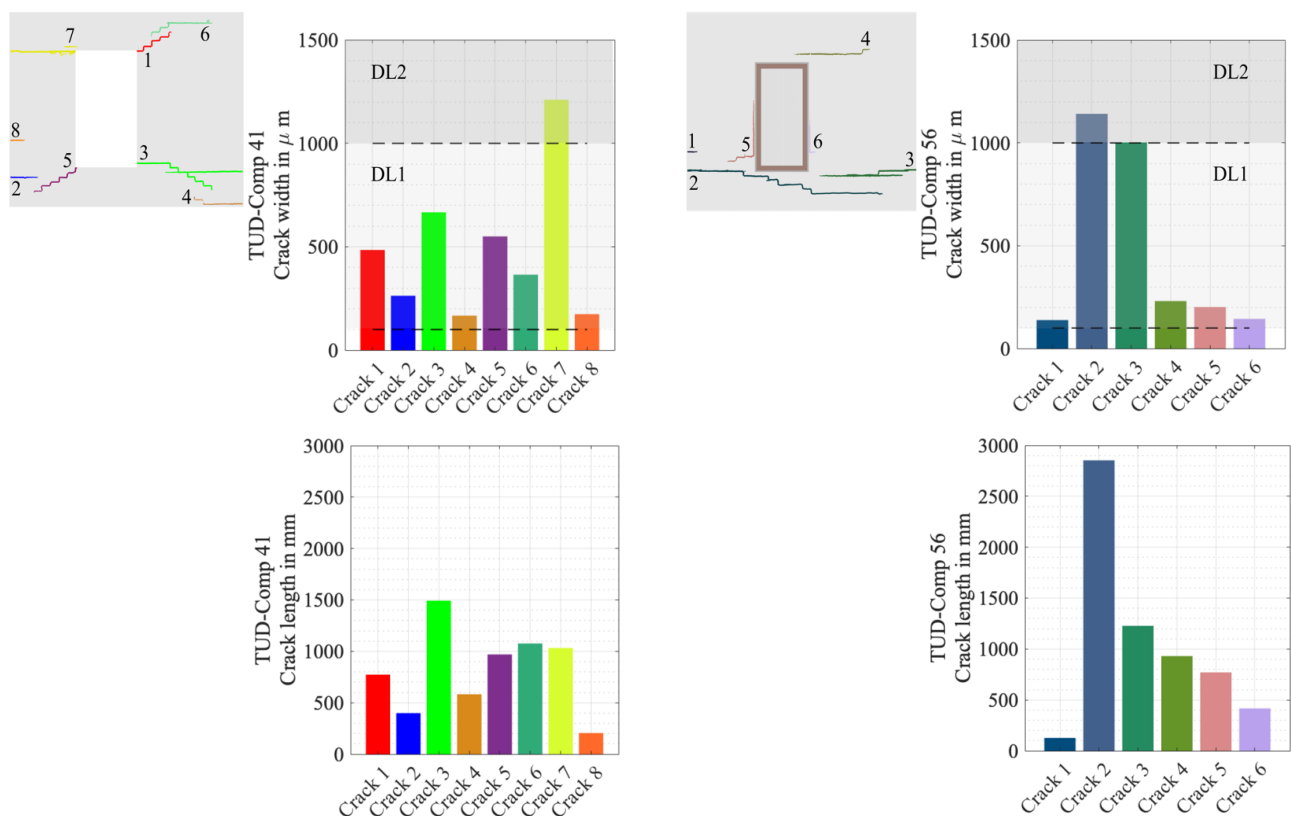 7
6
1
8
5
3
2
4
TUD-Comp 41
Crack width in μ m
1500
1000
500
0
DL2
DL1
Crack 1
Crack 2
Crack 3
Crack 4
Crack 5
Crack 6
Crack 7
Crack 8
4
1
5
6
2
3
TUD-Comp 56
Crack width in μ m
1500
1000
500
0
DL2
DL1
Crack 1
Crack 2
Crack 3
Crack 4
Crack 5
Crack 6
TUD-Comp 41
Crack length in mm
3000
2500
2000
1500
1000
500
0
Crack 1
Crack 2
Crack 3
Crack 4
Crack 5
Crack 6
Crack 7
Crack 8
TUD-Comp 56
Crack length in mm
3000
2500
2000
1500
1000
500
0
Crack 1
Crack 2
Crack 3
Crack 4
Crack 5
Crack 6